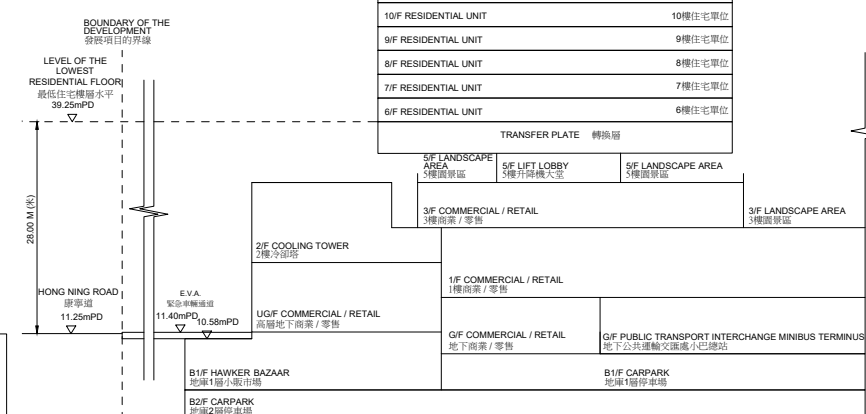 10/F RESIDENTIAL UNIT 10樓住宅單位
9/F RESIDENTIAL UNIT 9樓住宅單位
8/F RESIDENTIAL UNIT 8樓住宅單位
7/F RESIDENTIAL UNIT 7樓住宅單位
6/F RESIDENTIAL UNIT 6樓住宅單位
TRANSFER PLATE 轉換層
BOUNDARY OF THE
DEVELOPMENT
發展項目的界線
LEVEL OF THE
LOWEST
RESIDENTIAL FLOOR
最低住宅樓層水平
39.25mPD
28.00 M (米)
5/F LANDSCAPE
AREA
5樓園景區
5/F LIFT LOBBY
5樓升降機大堂
5/F LANDSCAPE AREA
5樓園景區
3/F COMMERCIAL / RETAIL
3樓商業 / 零售
3/F LANDSCAPE AREA
3樓園景區
2/F COOLING TOWER
2樓冷卻塔
1/F COMMERCIAL / RETAIL
1樓商業 / 零售
HONG NING ROAD
康寧道
11.25mPD
E.V.A.
緊急車輛通道
11.40mPD
10.58mPD
UG/F COMMERCIAL / RETAIL
高層地下商業 / 零售
G/F COMMERCIAL / RETAIL
地下商業 / 零售
G/F PUBLIC TRANSPORT INTERCHANGE MINIBUS TERMINUS
地下公共運輸交匯處小巴總站
B1/F HAWKER BAZAAR
地庫1層小販市場
B1/F CARPARK
地庫1層停車場
B2/F CARPARK
地庫2層停車場